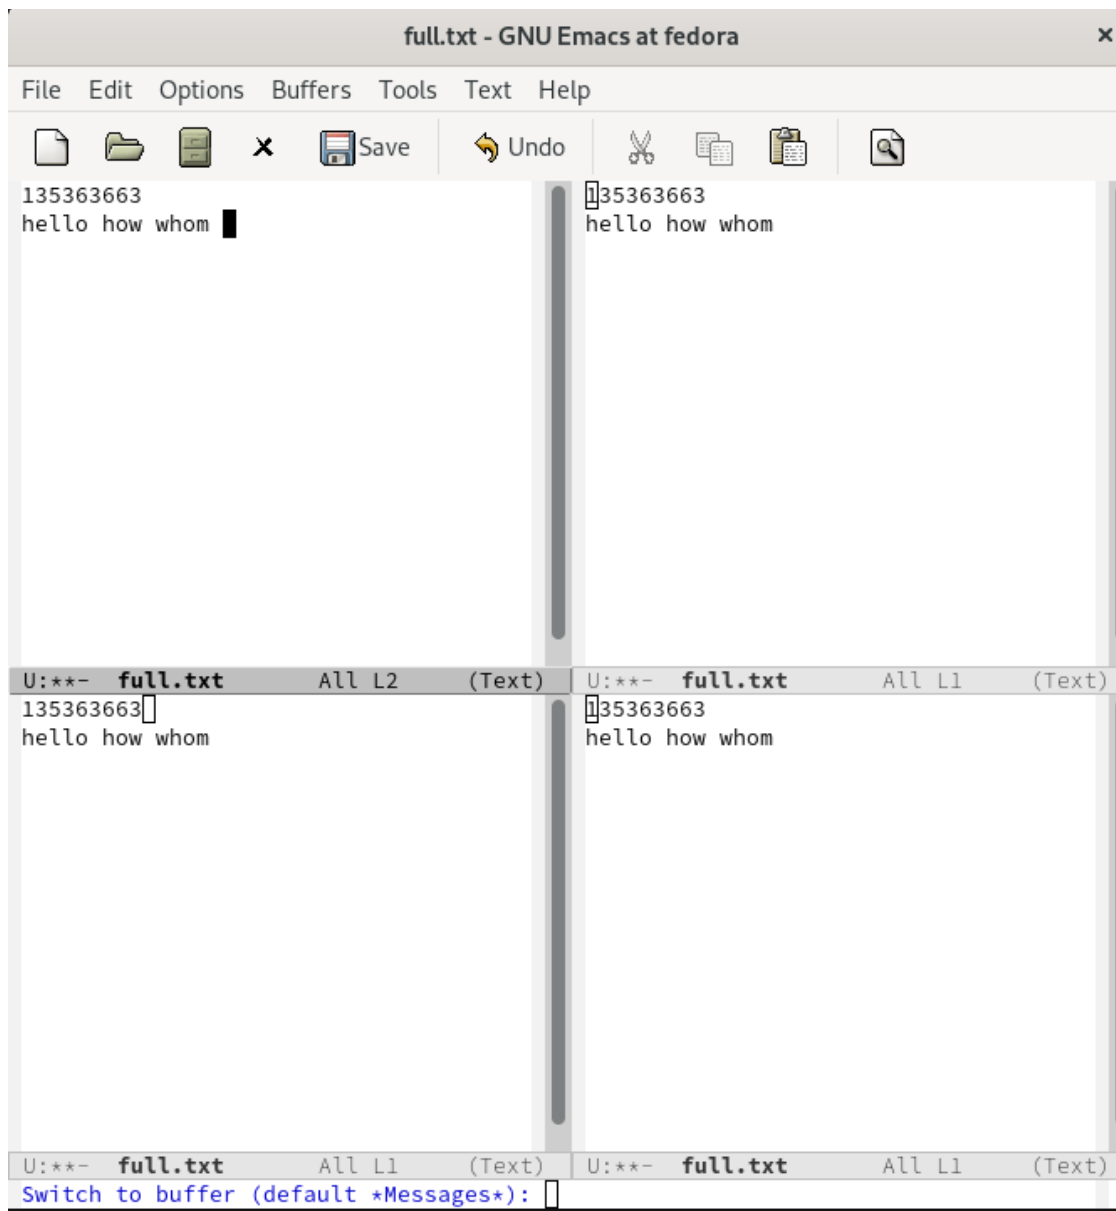 full.txt - GNU Emacs at fedora ×
File Edit Options Buffers Tools Text Help
Save Undo
135363663
hello how whom
135363663
hello how whom
U:**- full.txt All L2 (Text)
U:**- full.txt All L1 (Text)
135363663
hello how whom
135363663
hello how whom
U:**- full.txt All L1 (Text)
U:**- full.txt All L1 (Text)
Switch to buffer (default *Messages*):